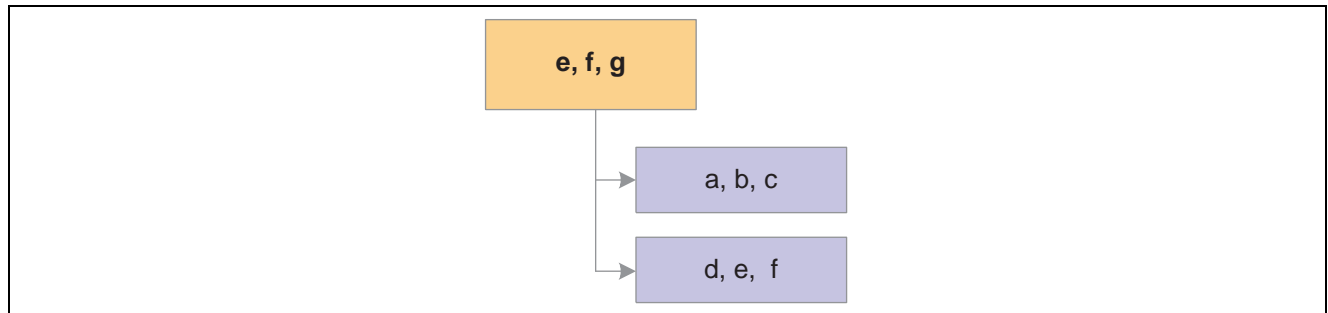 e, f, g
a, b, c
d, e, f